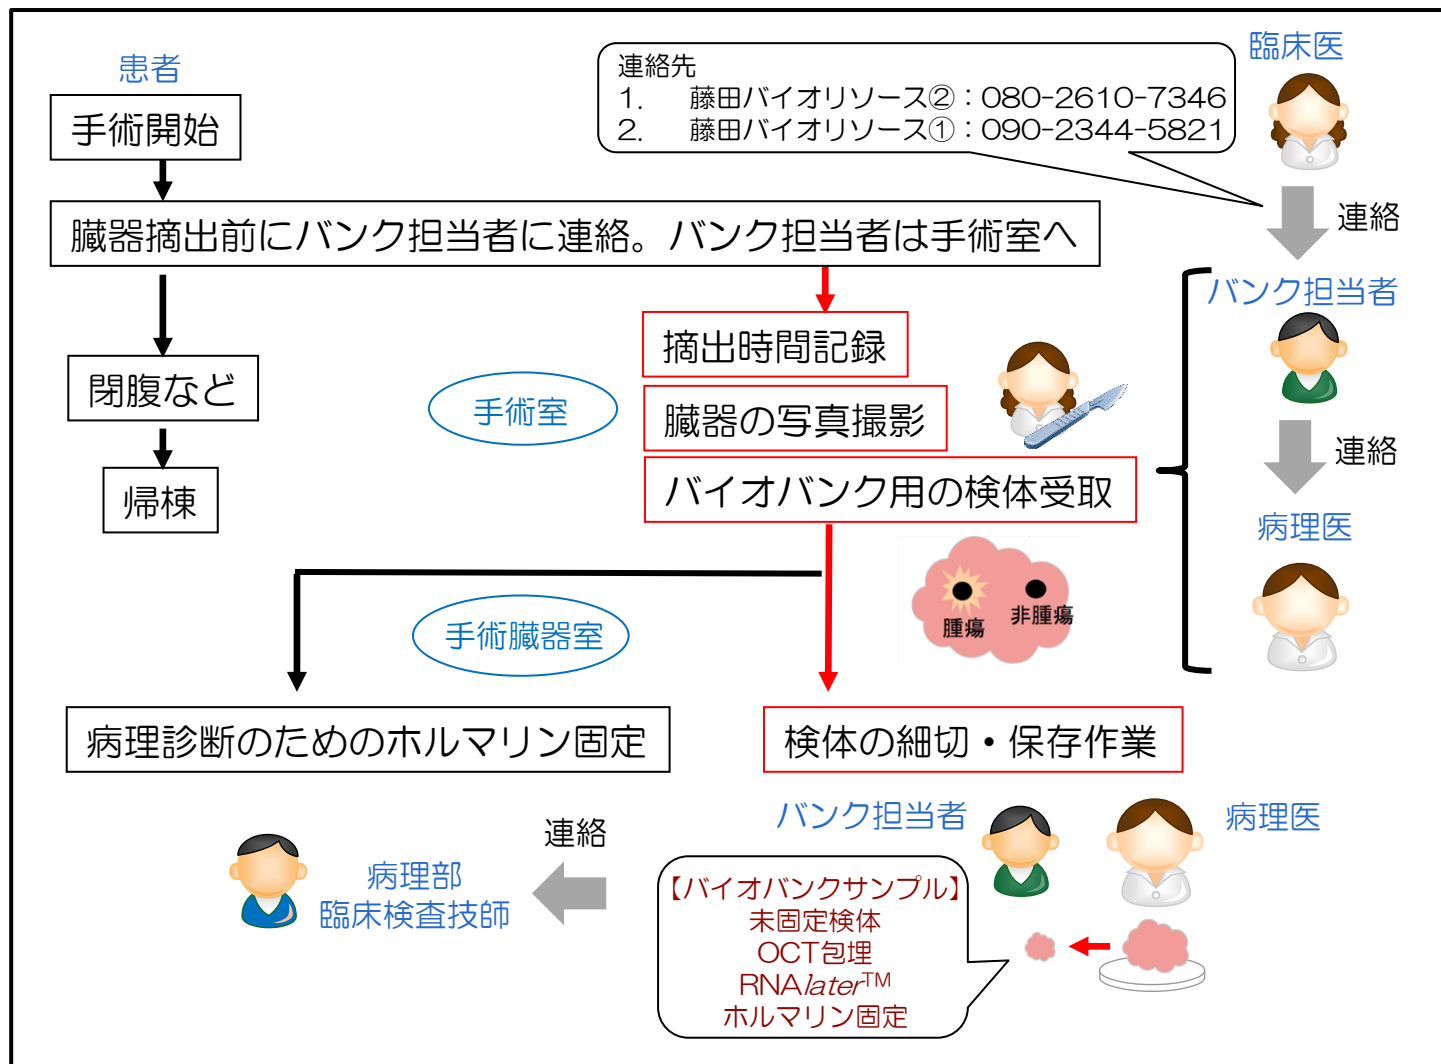 患者
手術開始
連絡先
1. 藤田バイオリソース②：080-2610-7346
2. 藤田バイオリソース①：090-2344-5821
臨床医
連絡
臓器摘出前にバンク担当者に連絡。バンク担当者は手術室へ
バンク担当者
摘出時間記録
閉腹など
手術室
臓器の写真撮影
連絡
帰棟
バイオバンク用の検体受取
病理医
腫瘍
非腫瘍
手術臓器室
病理診断のためのホルマリン固定
検体の細切・保存作業
バンク担当者
病理医
連絡
病理部
臨床検査技師
【バイオバンクサンプル】
未固定検体
OCT包埋
RNAlater™
ホルマリン固定